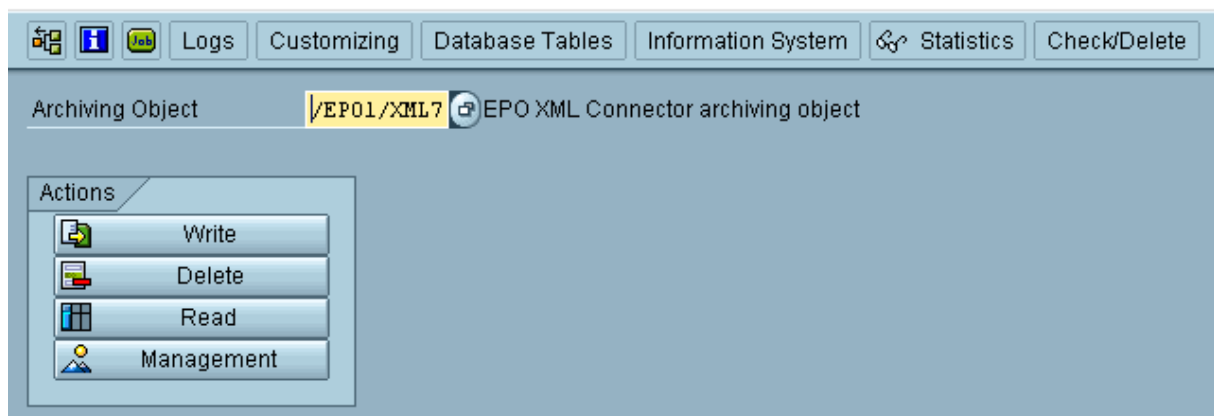 Job Logs Customizing Database Tables Information System Statistics Check/Delete
Archiving Object /EPO1/XML7 EPO XML Connector archiving object
Actions
Write
Delete
Read
Management